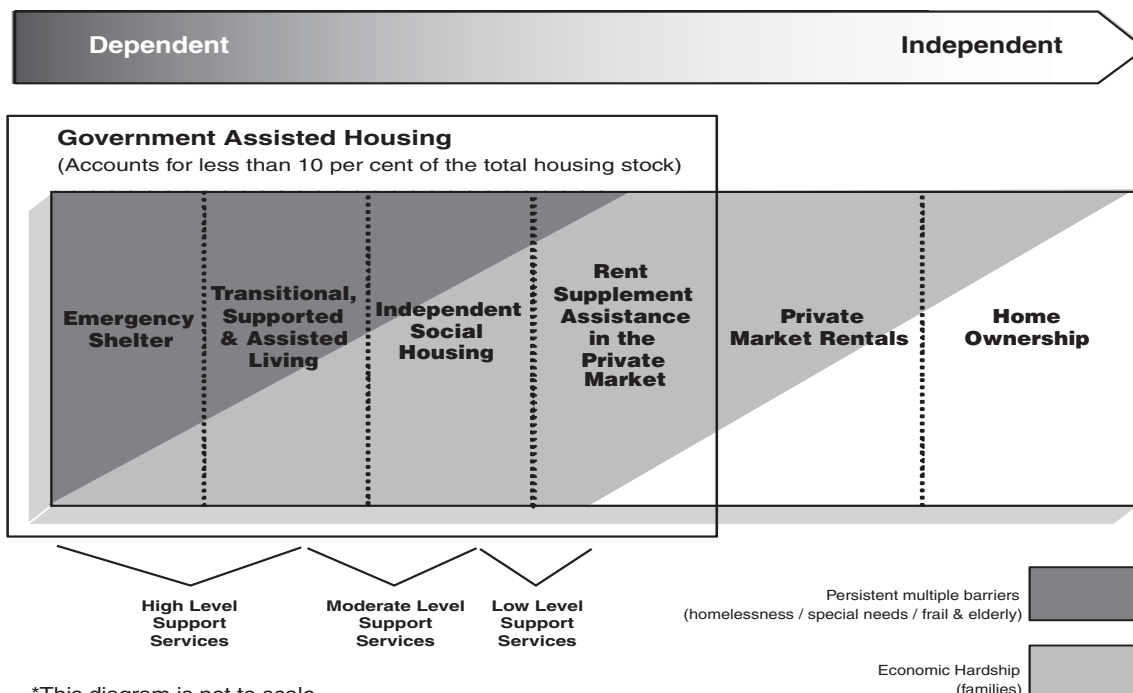 Dependent
Independent
Government Assisted Housing
(Accounts for less than 10 per cent of the total housing stock)
Emergency
Shelter
Transitional,
Supported
& Assisted
Living
Independent
Social
Housing
Rent
Supplement
Assistance
in the
Private
Market
Private
Market Rentals
Home
Ownership
High Level
Support
Services
Moderate Level
Support
Services
Low Level
Support
Services
Persistent multiple barriers
(homelessness / special needs / frail & elderly)
Economic Hardship
(families)
*This diagram is not to scale